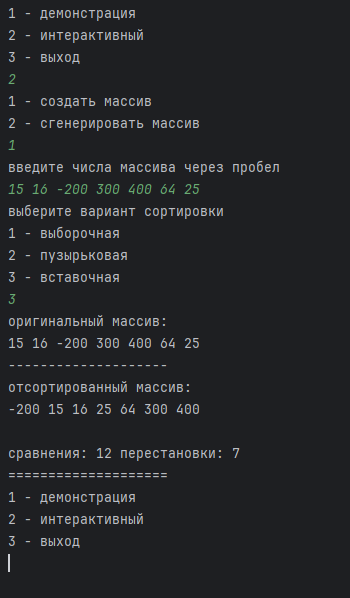 1 - демонстрация
2 - интерактивный
3 - выход
2
1 - создать массив
2 - сгенерировать массив
1
введите числа массива через пробел
15 16 -200 300 400 64 25
выберите вариант сортировки
1 - выборочная
2 - пузырьковая
3 - вставочная
3
оригинальный массив:
15 16 -200 300 400 64 25
--------------------
отсортированный массив:
-200 15 16 25 64 300 400
сравнения: 12 перестановки: 7
====================
1 - демонстрация
2 - интерактивный
3 - выход